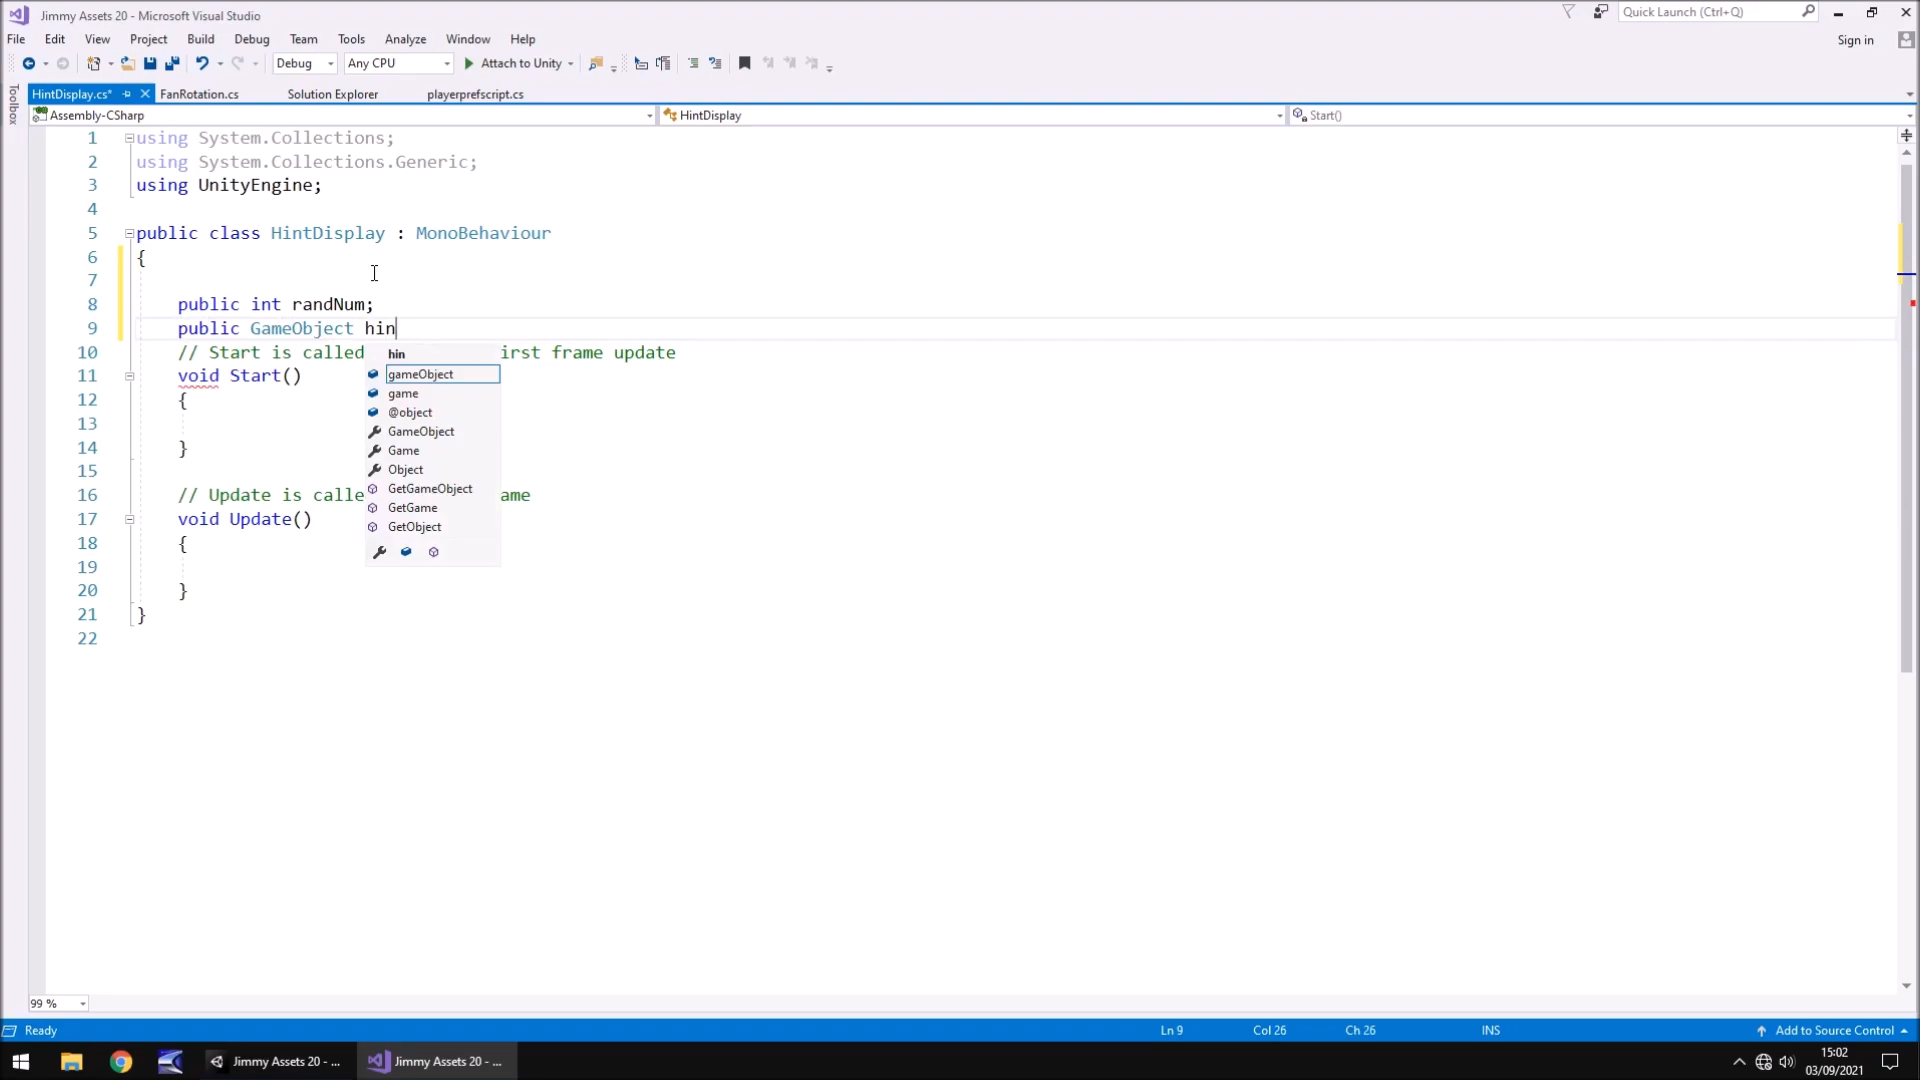 Jimmy Assets 20 - Microsoft Visual Studio
Quick Launch (Ctrl+Q)
File Edit View Project Build Debug Team Tools Analyze Window Help
Sign in
Debug Any CPU Attach to Unity
Toolbox
HintDisplay.cs* FanRotation.cs Solution Explorer playerprefscript.cs
Assembly-CSharp HintDisplay Start()
1 using System.Collections;
2 using System.Collections.Generic;
3 using UnityEngine;
4
5 public class HintDisplay : MonoBehaviour
6 {
7
8 public int randNum;
9 public GameObject hin
10 // Start is called irst frame update
11 void Start()
12 {
13
14 }
15
16 // Update is calle ame
17 void Update()
18 {
19
20 }
21 }
22
hin
gameObject
game
@object
GameObject
Game
Object
GetGameObject
GetGame
GetObject
99 %
Ready Ln 9 Col 26 Ch 26 INS Add to Source Control
Jimmy Assets 20 - ... Jimmy Assets 20 - ...
15:02
03/09/2021